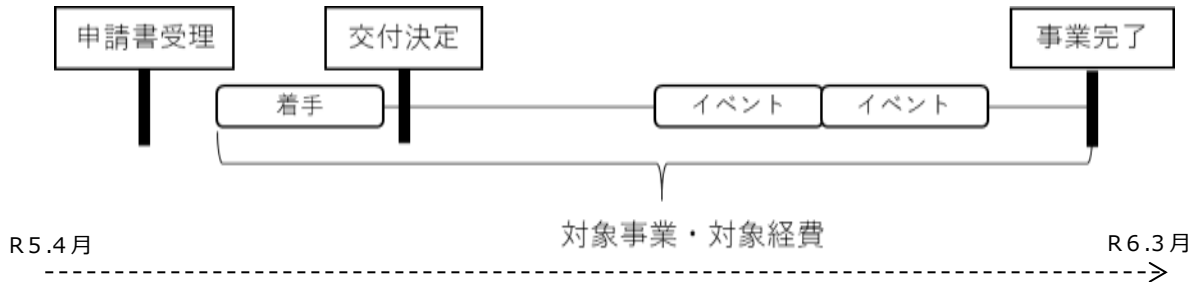 申請書受理
交付決定
事業完了
着手
イベント
イベント
対象事業・対象経費
R5.4月
R6.3月